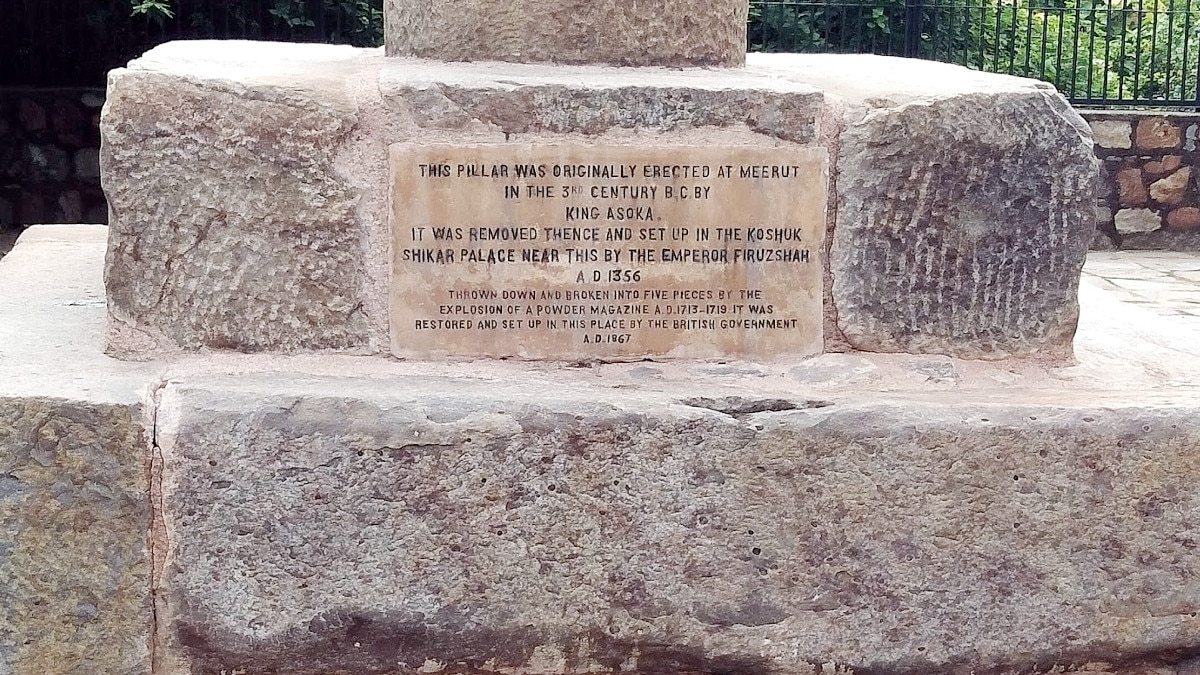 THIS PILLAR WAS ORIGINALLY ERECTED AT MEERUT
IN THE 3RD CENTURY B.C.BY
KING ASOKA.
IT WAS REMOVED THENCE AND SET UP IN THE KOSHUK
SHIKAR PALACE NEAR THIS BY THE EMPEROR FIRUZSHAH
A.D.1356
THROWN DOWN AND BROKEN INTO FIVE PIECES BY THE
EXPLOSION OF A POWDER MAGAZINE A.D.1713-1719 IT WAS
RESTORED AND SET UP IN THIS PLACE BY THE BRITISH GOVERNMENT
A.D.1867